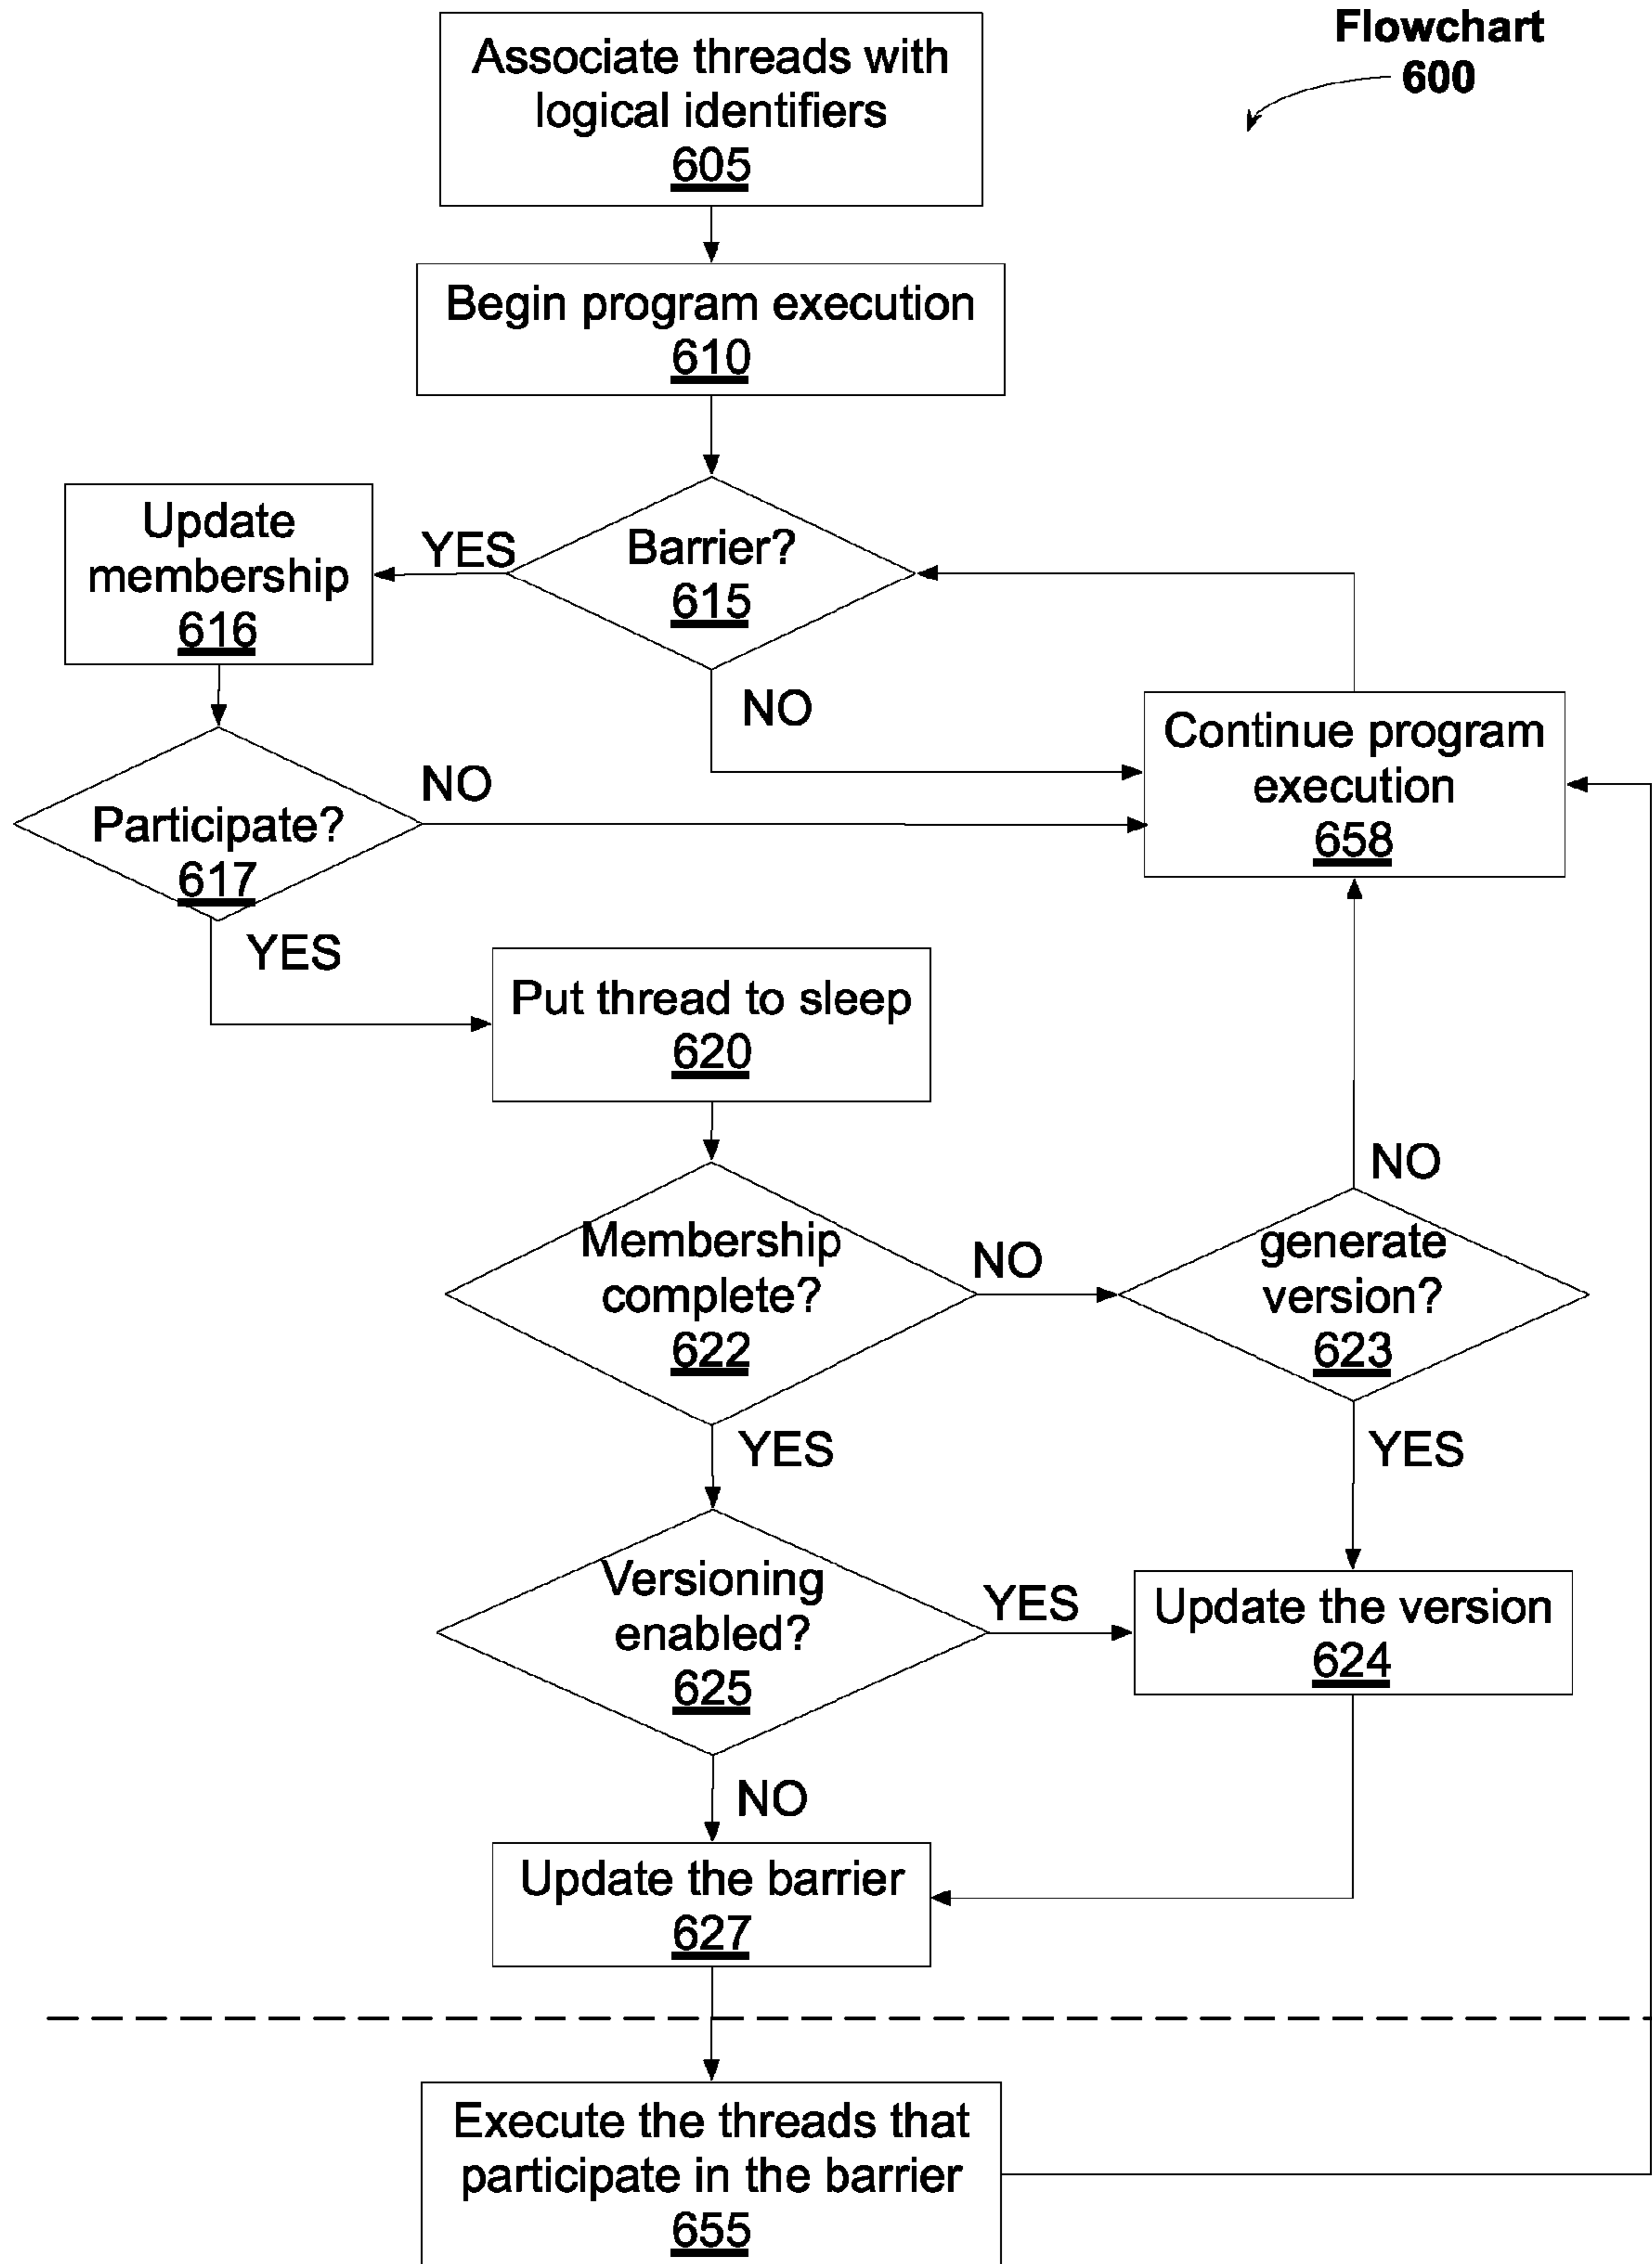 Flowchart
600
Associate threads with
logical identifiers
605
Begin program execution
610
Barrier?
615
YES
NO
Update
membership
616
Participate?
617
NO
YES
Continue program
execution
658
Put thread to sleep
620
Membership
complete?
622
NO
YES
generate
version?
623
NO
YES
Versioning
enabled?
625
YES
NO
Update the version
624
Update the barrier
627
Execute the threads that
participate in the barrier
655